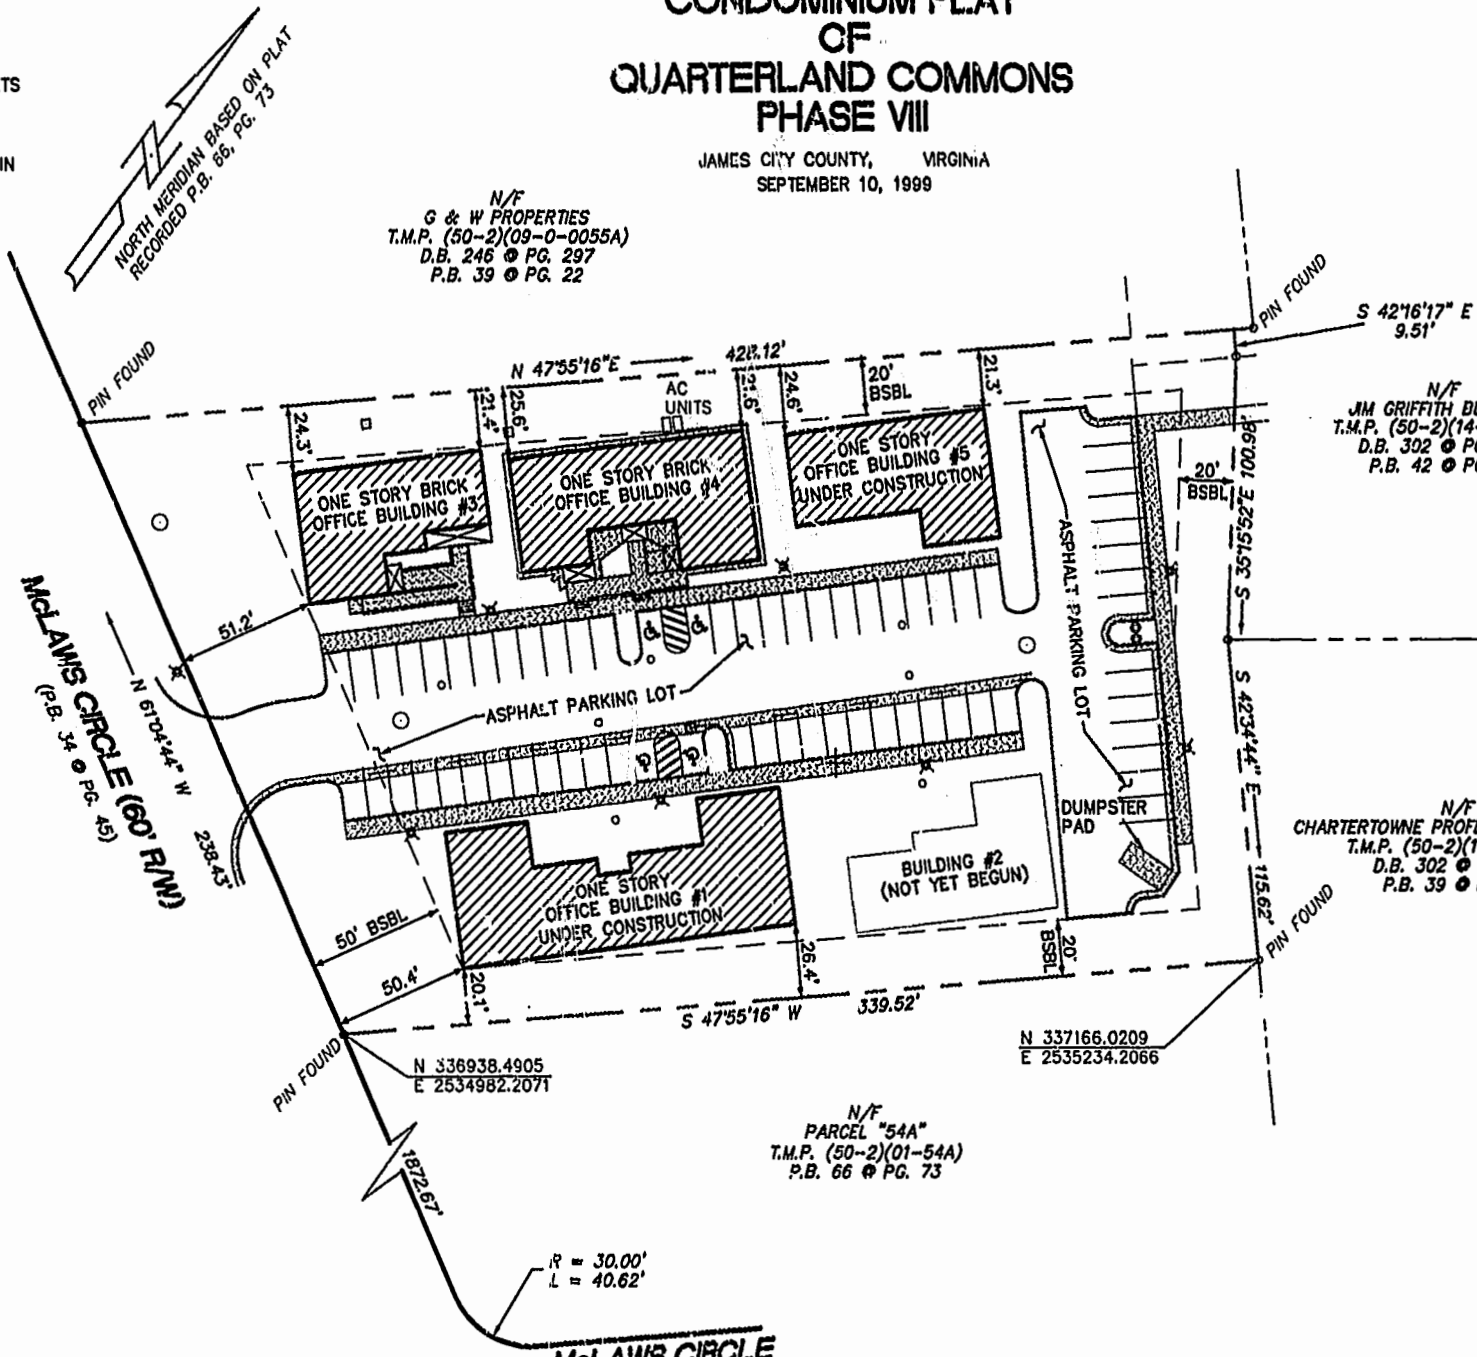 CONDOMINIUM PLAT
OF
QUARTERLAND COMMONS
PHASE VIII
JAMES CITY COUNTY, VIRGINIA
SEPTEMBER 10, 1999
TS
IN
NORTH MERIDIAN BASED ON PLAT
RECORDED P.B. 66, PG. 73
N/F
G & W PROPERTIES
T.M.P. (50-2)(09-0-0055A)
D.B. 246 @ PG. 297
P.B. 39 @ PG. 22
PIN FOUND
PIN FOUND
S 42°16'17" E
9.51'
N 47°55'16"E
24.3'
21.4'
25.6'
AC
UNITS
24.6'
20'
BSBL
21.3'
N/F
JIM GRIFFITH
T.M.P. (50-2)(14-
D.B. 302 @
P.B. 42 @
ONE STORY BRICK
OFFICE BUILDING #3
ONE STORY BRICK
OFFICE BUILDING #4
ONE STORY
OFFICE BUILDING #5
UNDER CONSTRUCTION
20'
BSBL
S 35°15'52"E 100.98'
ASPHALT PARKING LOT
51.2'
McLAWS CIRCLE (60' R/W)
(P.B. 34 @ PG. 45)
N 61°04'44" W
238.43'
ASPHALT PARKING LOT
S 42°34'44" E
115.62'
DUMPSTER
PAD
BUILDING #2
(NOT YET BEGUN)
ONE STORY
OFFICE BUILDING #1
UNDER CONSTRUCTION
N/F
CHARTERTOWNE
T.M.P. (50-2)(1
D.B. 302 @
P.B. 39 @
PIN FOUND
50' BSBL
50.4'
20.1'
26.4'
20'
BSBL
S 47°55'16" W 339.52'
PIN FOUND
N 336938.4905
E 2534982.2071
N 337166.0209
E 2535234.2066
N/F
PARCEL "54A"
T.M.P. (50-2)(01-54A)
P.B. 66 @ PG. 73
1872.67'
R = 30.00'
L = 40.62'
McLAWS CIRCLE